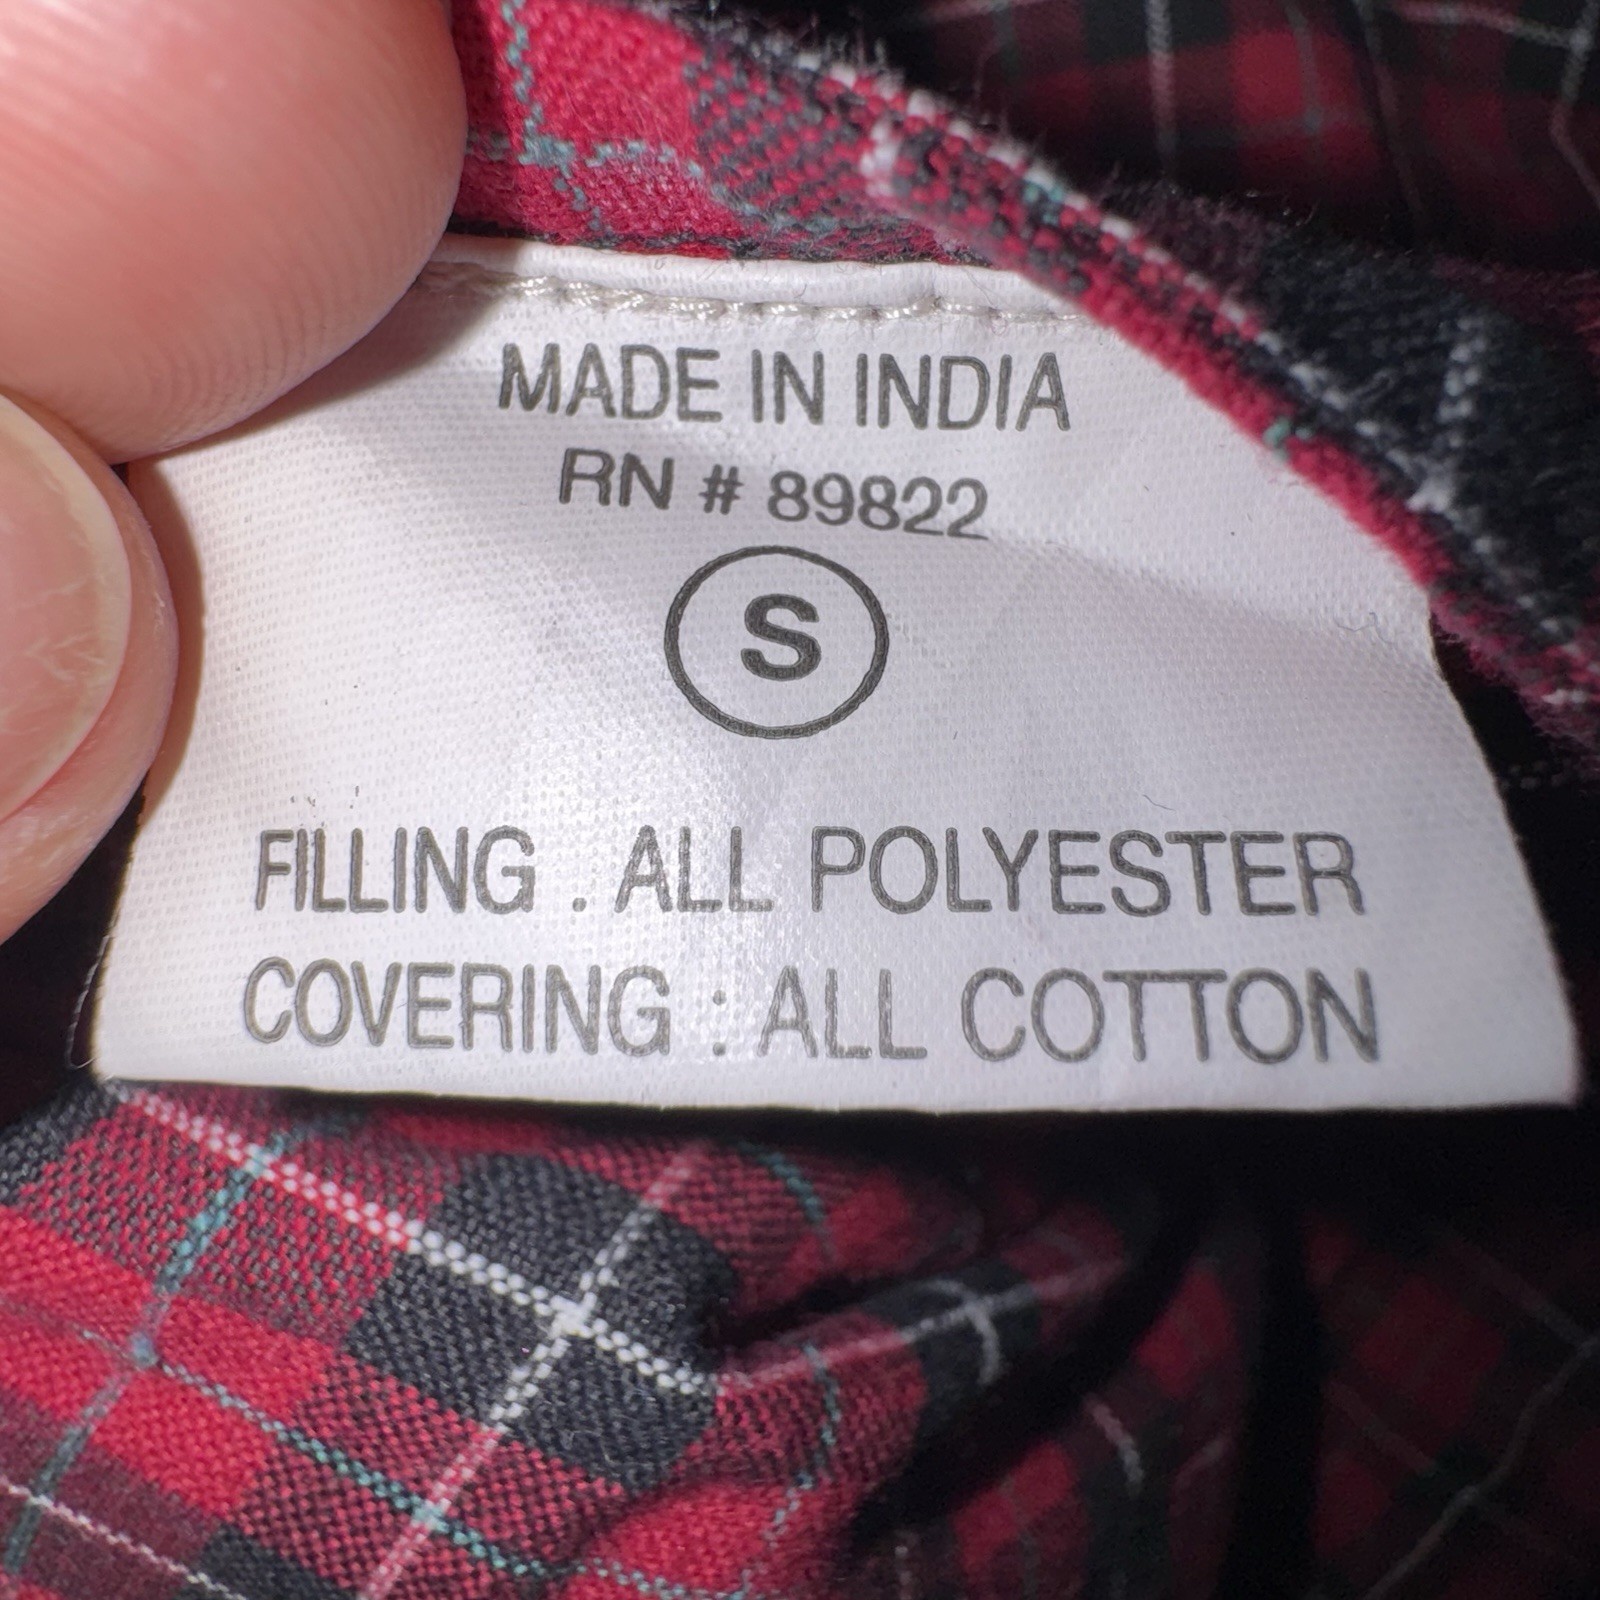 MADE IN INDIA
RN # 89822
S
FILLING . ALL POLYESTER
COVERING : ALL COTTON